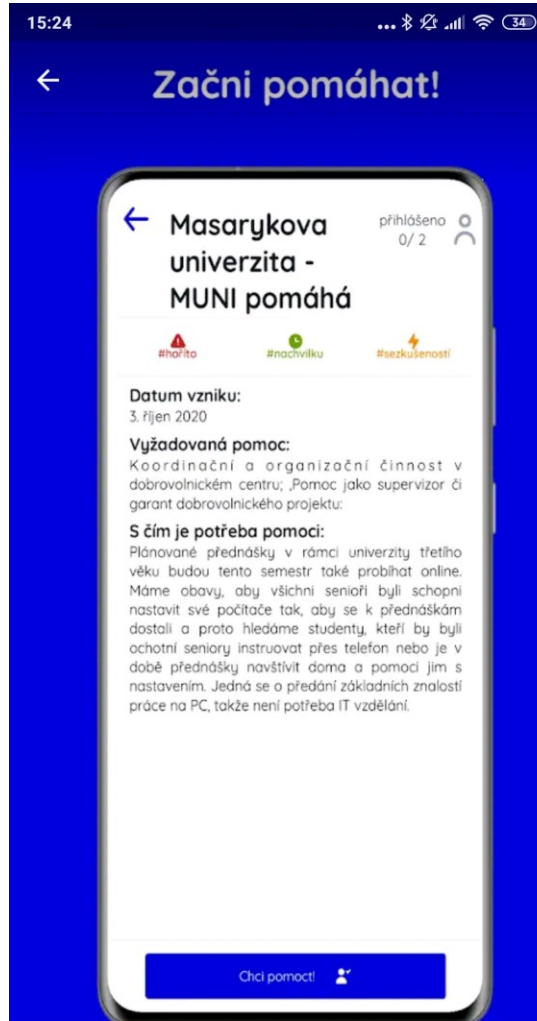 15:24
34
Začni pomáhat!
Masarykova
univerzita -
MUNI pomáhá
přihlášeno
0/ 2
#hoříto
#nachvilku
#sezkušeností
Datum vzniku:
3. říjen 2020
Vyžadovaná pomoc:
Koordinační a organizační činnost v
dobrovolnickém centru; ,Pomoc jako supervizor či
garant dobrovolnického projektu:
S čím je potřeba pomoci:
Plánované přednášky v rámci univerzity třetího
věku budou tento semestr také probíhat online.
Máme obavy, aby všichni senioři byli schopni
nastavit své počítače tak, aby se k přednáškám
dostali a proto hledáme studenty, kteří by byli
ochotní seniory instruovat přes telefon nebo je v
době přednášky navštívit doma a pomoci jim s
nastavením. Jedná se o předání základních znalostí
práce na PC, takže není potřeba IT vzdělání.
Chci pomoct!